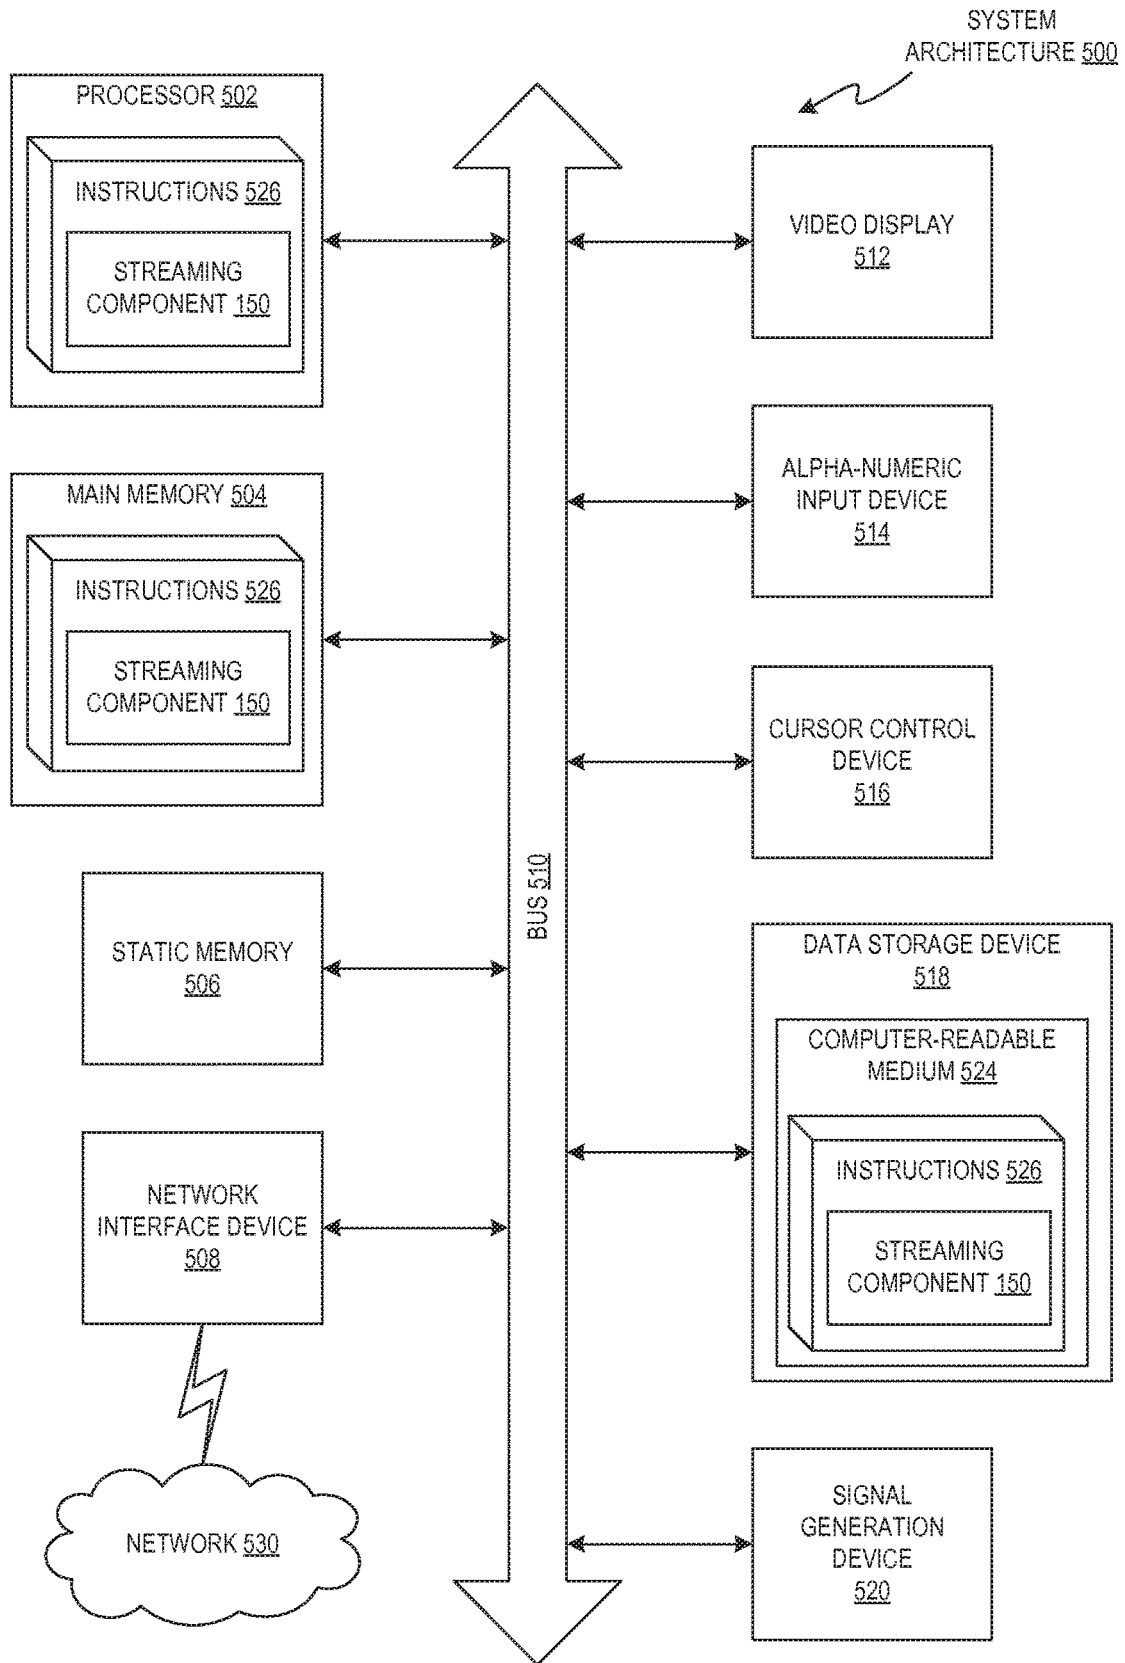 SYSTEM
ARCHITECTURE 500
PROCESSOR 502
INSTRUCTIONS 526
STREAMING
COMPONENT 150
MAIN MEMORY 504
INSTRUCTIONS 526
STREAMING
COMPONENT 150
STATIC MEMORY
506
NETWORK
INTERFACE DEVICE
508
NETWORK 530
BUS 510
VIDEO DISPLAY
512
ALPHA-NUMERIC
INPUT DEVICE
514
CURSOR CONTROL
DEVICE
516
DATA STORAGE DEVICE
518
COMPUTER-READABLE
MEDIUM 524
INSTRUCTIONS 526
STREAMING
COMPONENT 150
SIGNAL
GENERATION
DEVICE
520